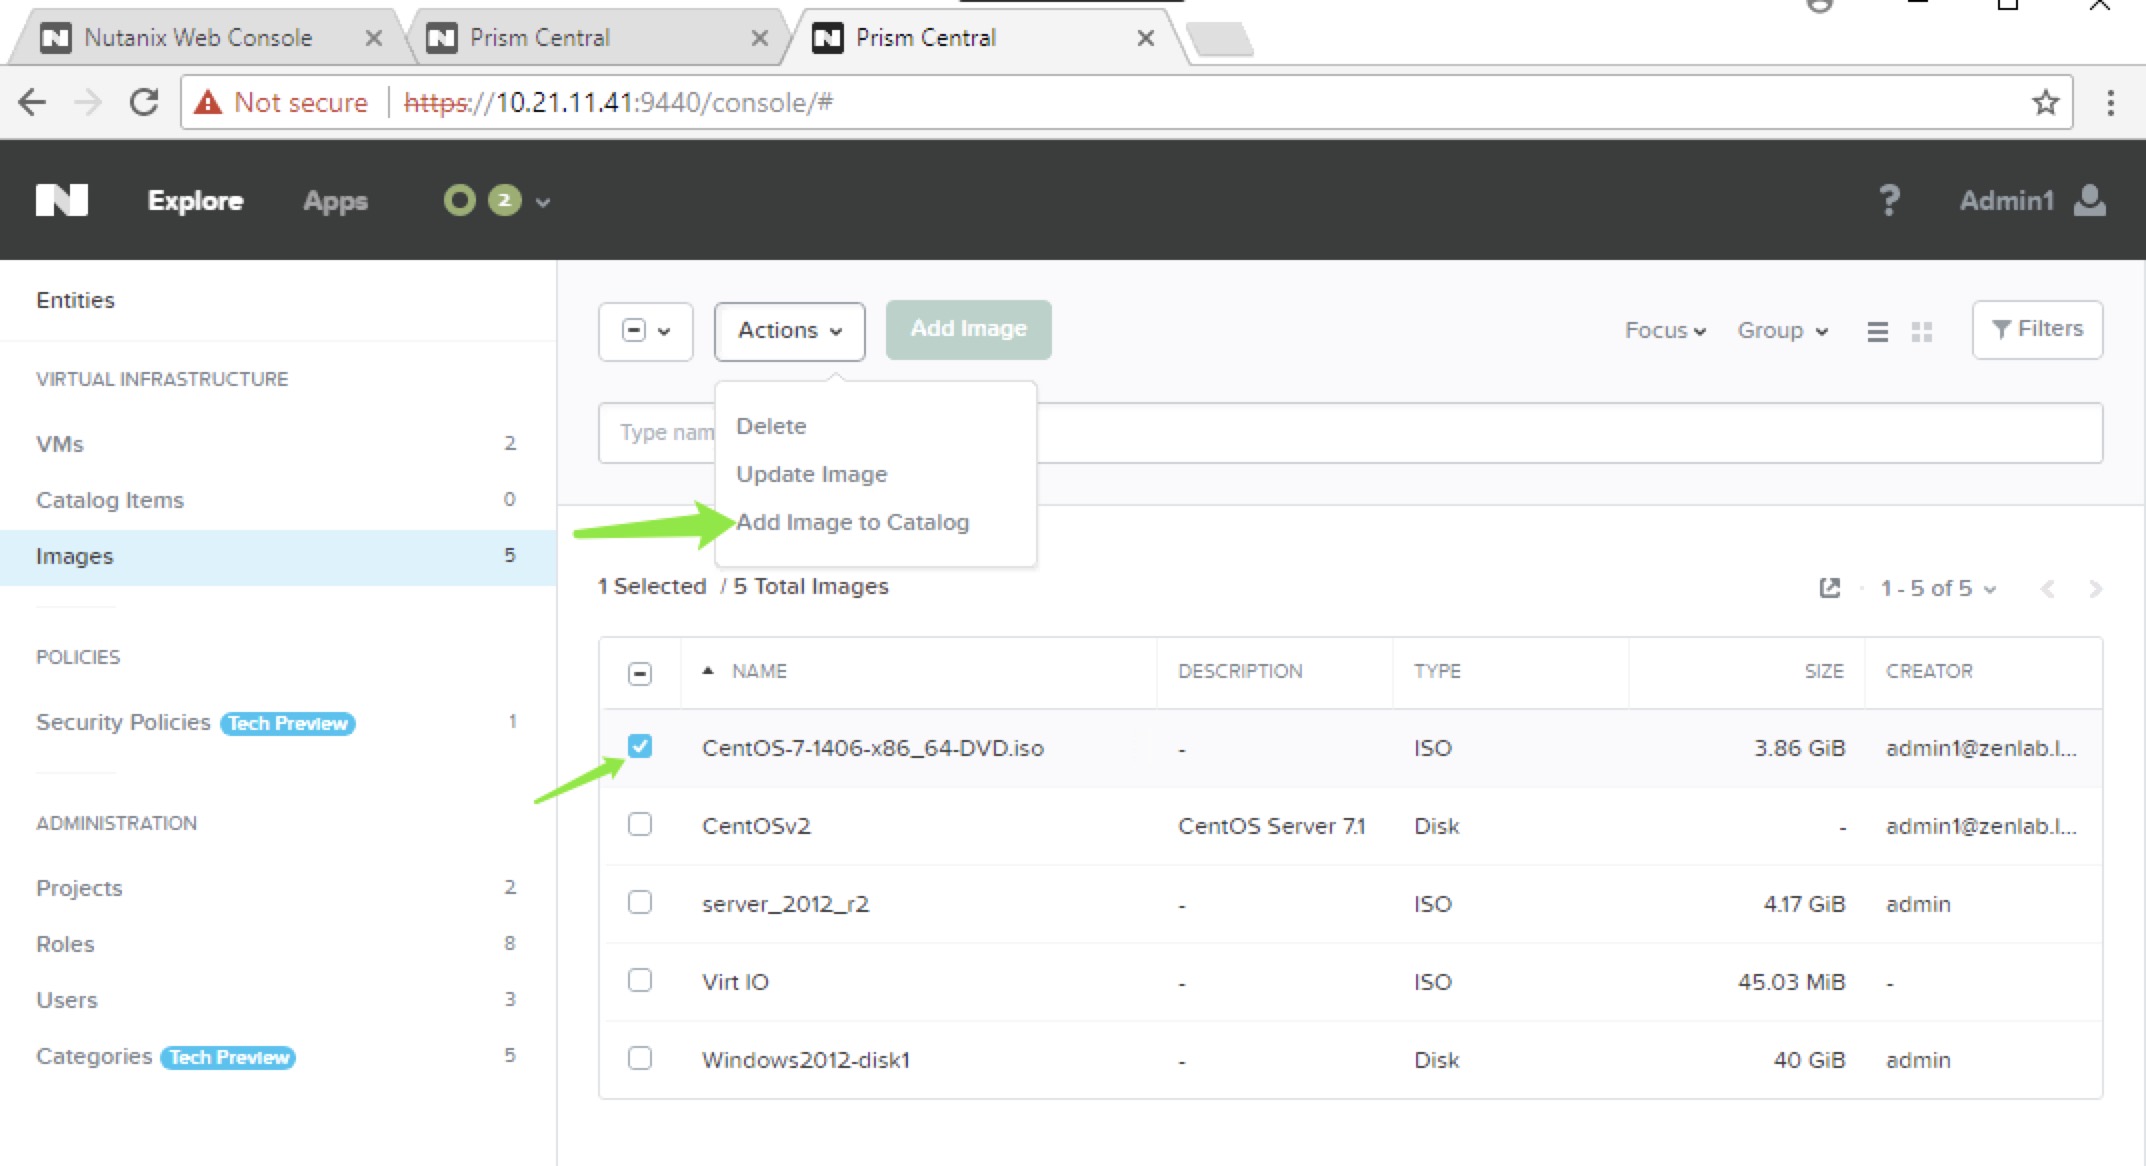 Nutanix Web Console
Prism Central
Prism Central
Not secure https://10.21.11.41:9440/console/#
Explore Apps 2 ? Admin1
Entities
VIRTUAL INFRASTRUCTURE
VMs 2
Catalog Items 0
Images 5
POLICIES
Security Policies Tech Preview 1
ADMINISTRATION
Projects 2
Roles 8
Users 3
Categories Tech Preview 5
Actions Add Image Focus Group Filters
Type nam
Delete
Update Image
Add Image to Catalog
1 Selected / 5 Total Images 1 - 5 of 5
NAME DESCRIPTION TYPE SIZE CREATOR
CentOS-7-1406-x86_64-DVD.iso - ISO 3.86 GiB admin1@zenlab.l...
CentOSv2 CentOS Server 7.1 Disk - admin1@zenlab.l...
server_2012_r2 - ISO 4.17 GiB admin
Virt IO - ISO 45.03 MiB -
Windows2012-disk1 - Disk 40 GiB admin